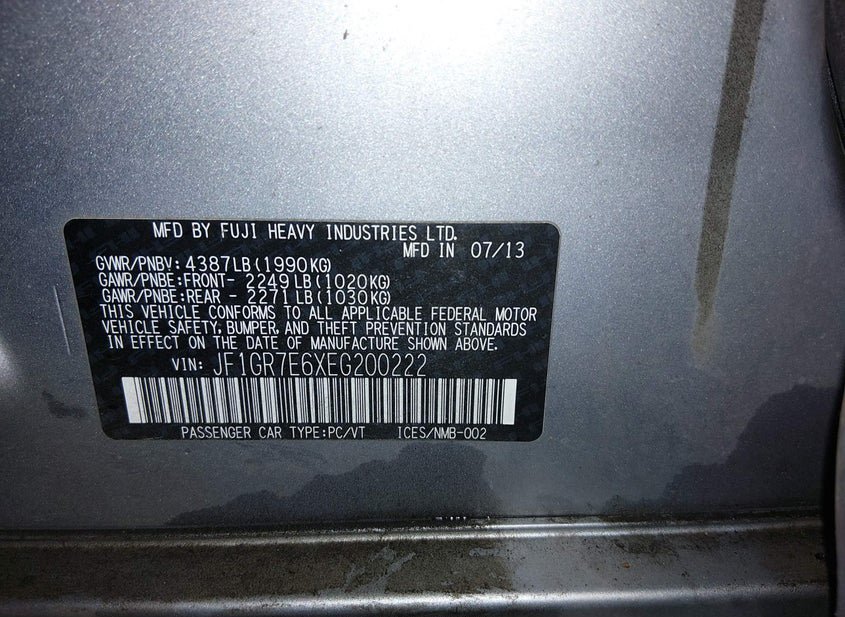 MFD BY FUJI HEAVY INDUSTRIES LTD.
MFD IN 07/13
GVWR/PNBV: 4387LB(1990KG)
GAWR/PNBE:FRONT- 2249 LB(1020KG)
GAWR/PNBE:REAR - 2271 LB(1030KG)
THIS VEHICLE CONFORMS TO ALL APPLICABLE FEDERAL MOTOR
VEHICLE SAFETY, BUMPER, AND THEFT PREVENTION STANDARDS
IN EFFECT ON THE DATE OF MANUFACTURE SHOWN ABOVE.
VIN: JF1GR7E6XEG200222
PASSENGER CAR TYPE:PC/VT ICES/NMB-002